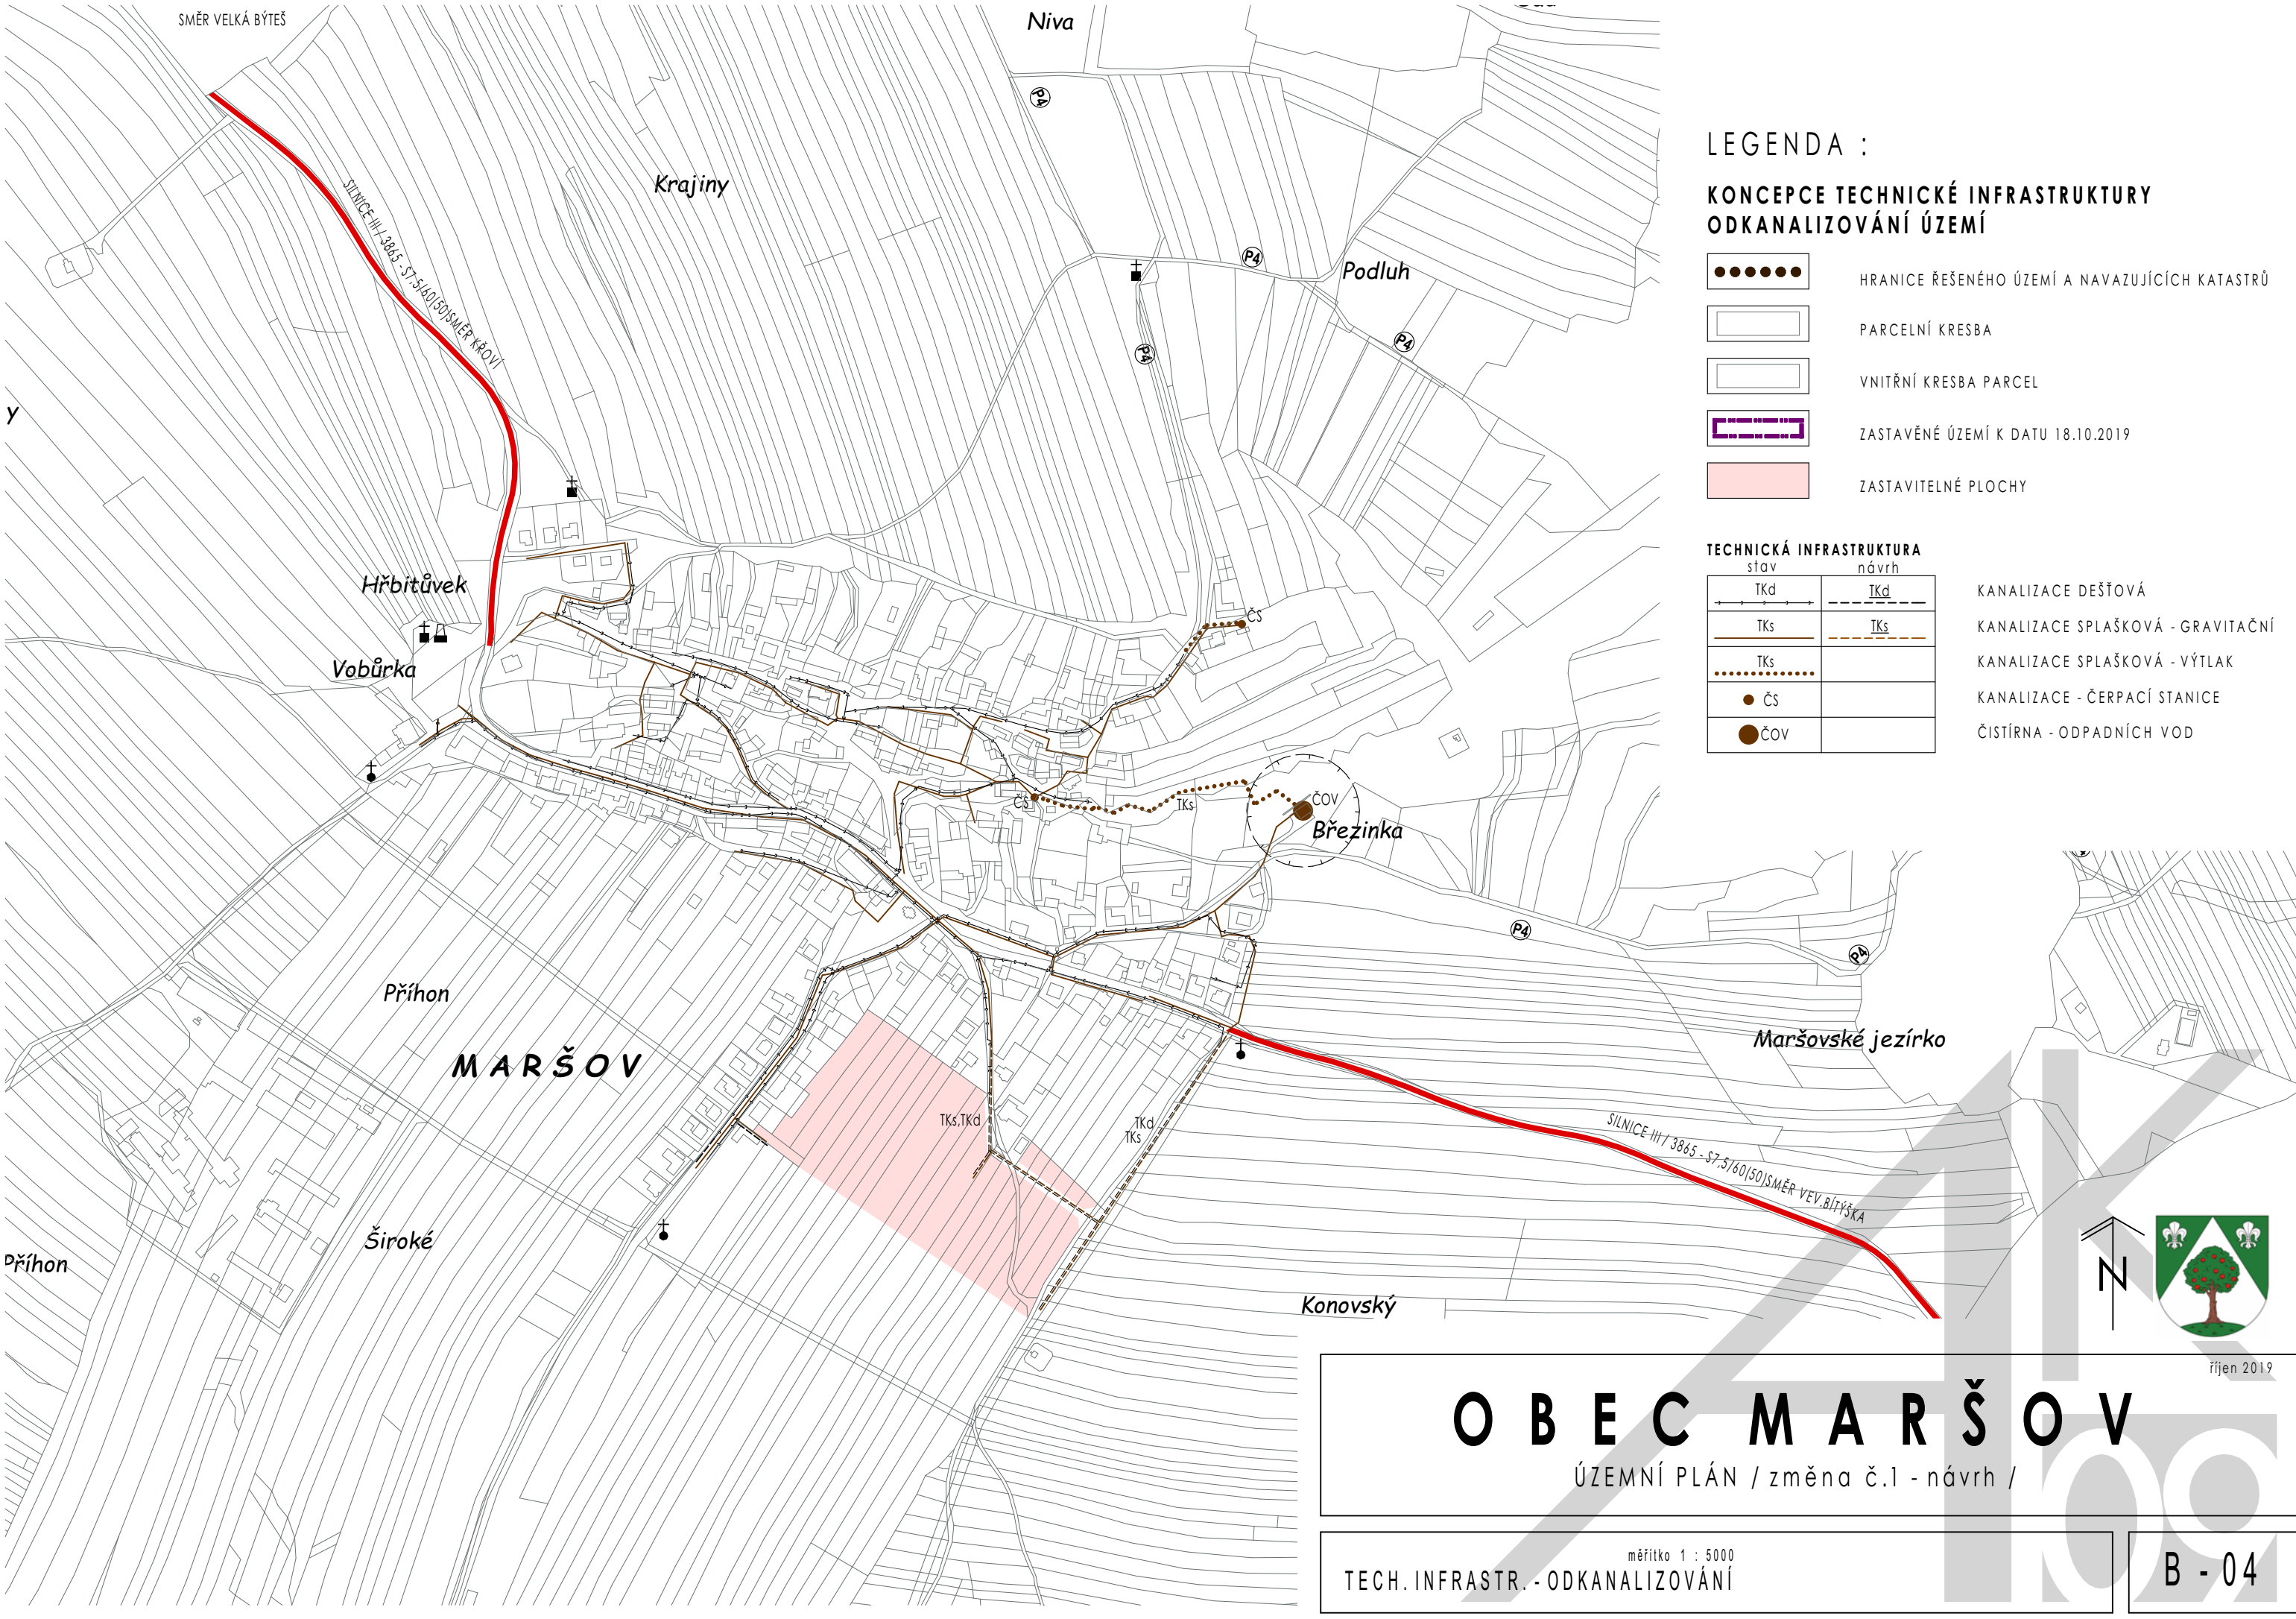 SMĚR VELKÁ BÝTEŠ
Niva
P4
Krajiny
SILNICE III / 3865 - S7,5/60(50)SMĚR KŘOVÍ
P4
Podluh
P4
P4
y
Hřbitůvek
Vobůrka
ČS
ČS
TKs
ČOV
Březinka
P4
P4
Příhon
MARŠOV
Maršovské jezírko
TKs,TKd
TKd
TKs
SILNICE III / 3865 - S7,5/60(50)SMĚR VEV.BÍTÝŠKA
Široké
Příhon
Konovský
LEGENDA :
KONCEPCE TECHNICKÉ INFRASTRUKTURY
ODKANALIZOVÁNÍ ÚZEMÍ
HRANICE ŘEŠENÉHO ÚZEMÍ A NAVAZUJÍCÍCH KATASTRŮ
PARCELNÍ KRESBA
VNITŘNÍ KRESBA PARCEL
ZASTAVĚNÉ ÚZEMÍ K DATU 18.10.2019
ZASTAVITELNÉ PLOCHY
TECHNICKÁ INFRASTRUKTURA
stav návrh
TKd TKd KANALIZACE DEŠŤOVÁ
TKs TKs KANALIZACE SPLAŠKOVÁ - GRAVITAČNÍ
TKs KANALIZACE SPLAŠKOVÁ - VÝTLAK
ČS KANALIZACE - ČERPACÍ STANICE
ČOV ČISTÍRNA - ODPADNÍCH VOD
N
říjen 2019
OBEC MARŠOV
ÚZEMNÍ PLÁN / změna č.1 - návrh /
měřítko 1 : 5000
TECH. INFRASTR. - ODKANALIZOVÁNÍ
B - 04